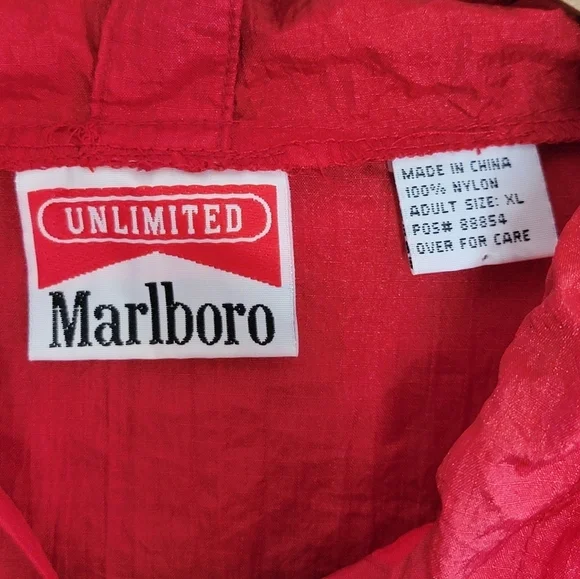 UNLIMITED
Marlboro
MADE IN CHINA
100% NYLON
ADULT SIZE: XL
POS# 88854
OVER FOR CARE